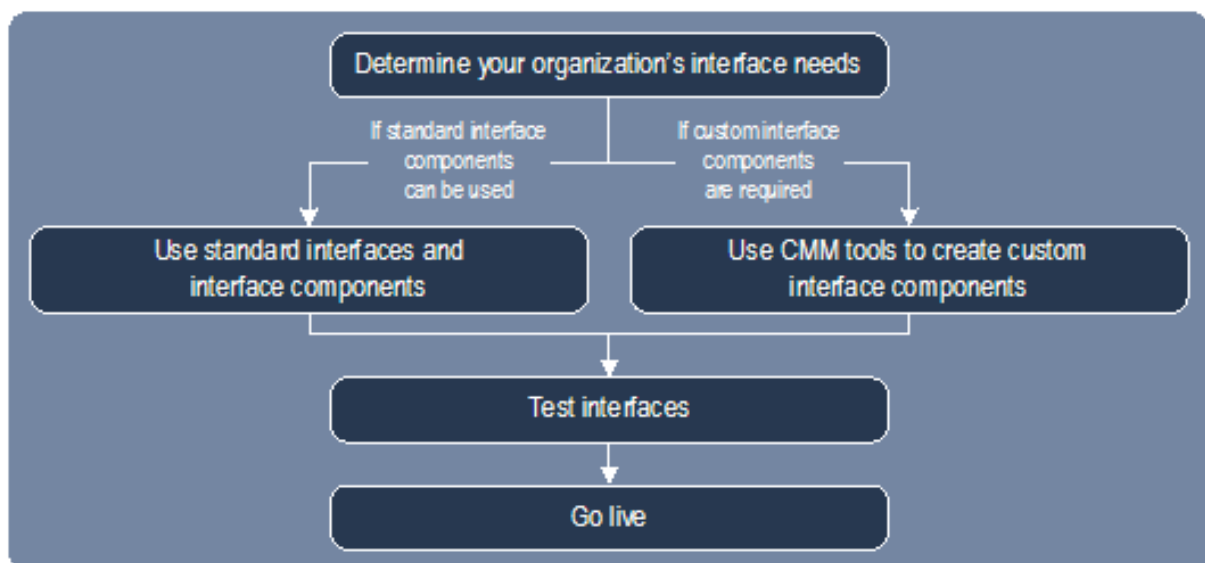 Determine your organization’s interface needs
If standard interface
components
can be used
If custom interface
components
are required
Use standard interfaces and
interface components
Use CMM tools to create custom
interface components
Test interfaces
Go live